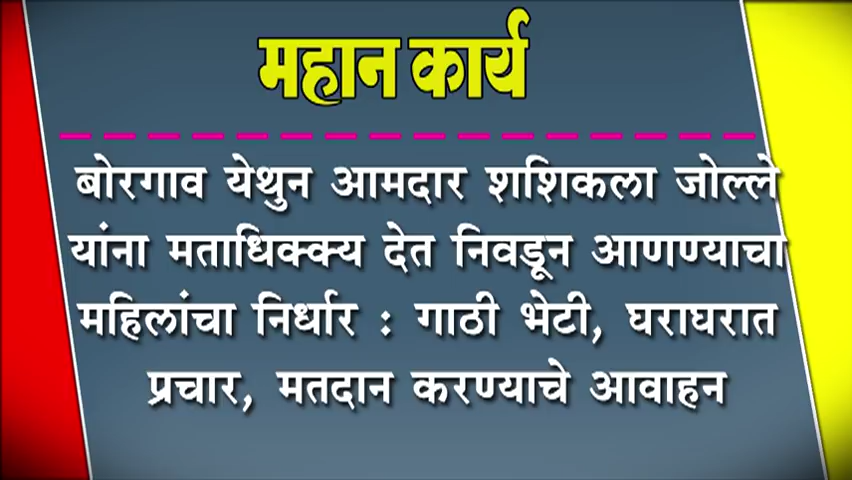 महान कार्य
बोरगाव येथुन आमदार शशिकला जोल्ले
यांना मताधिक्क्य देत निवडून आणण्याचा
महिलांचा निर्धार : गाठी भेटी, घराघरात
प्रचार, मतदान करण्याचे आवाहन